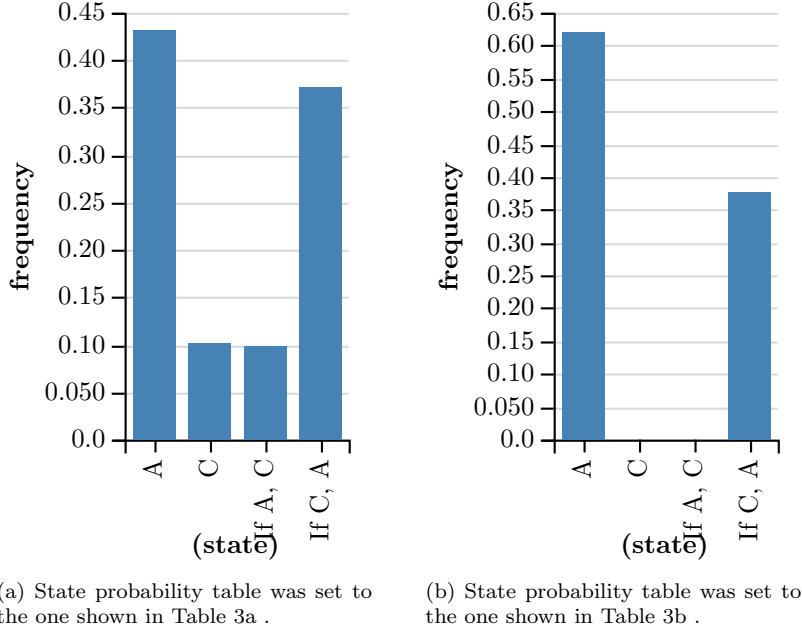 0.45
0.40
0.35
0.30
0.25
0.20
0.15
0.10
0.050
0.0
frequency
A
C
If A, C
If C, A
(state)
(a) State probability table was set to
the one shown in Table 3a .
0.65
0.60
0.55
0.50
0.45
0.40
0.35
0.30
0.25
0.20
0.15
0.10
0.050
0.0
frequency
A
C
If A, C
If C, A
(state)
(b) State probability table was set to
the one shown in Table 3b .